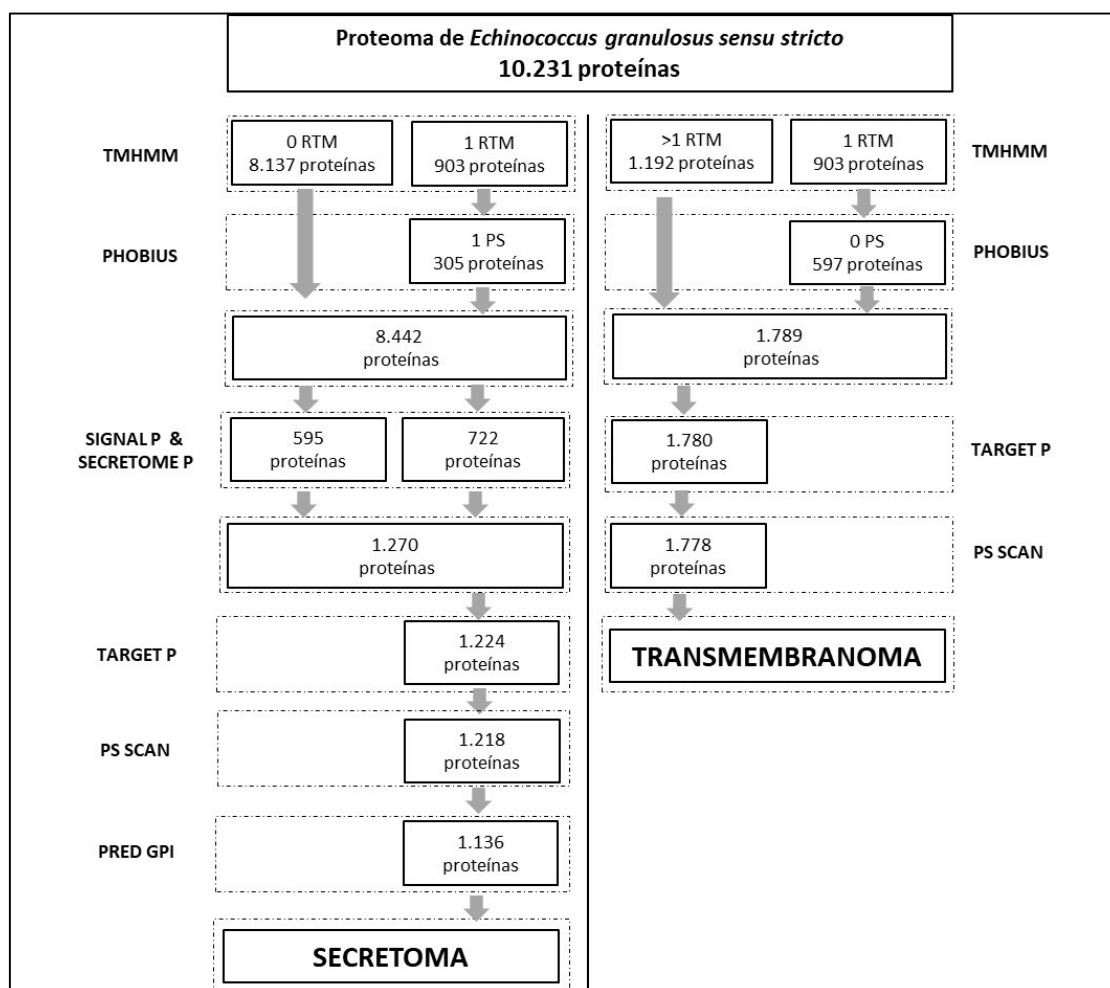 Proteoma de Echinococcus granulosus sensu stricto
10.231 proteínas
TMHMM
0 RTM
8.137 proteínas
1 RTM
903 proteínas
>1 RTM
1.192 proteínas
1 RTM
903 proteínas
TMHMM
PHOBIUS
1 PS
305 proteínas
0 PS
597 proteínas
PHOBIUS
8.442
proteínas
1.789
proteínas
SIGNAL P &
SECRETOME P
595
proteínas
722
proteínas
1.780
proteínas
TARGET P
1.270
proteínas
1.778
proteínas
PS SCAN
TARGET P
1.224
proteínas
TRANSMEMBRANOMA
PS SCAN
1.218
proteínas
PRED GPI
1.136
proteínas
SECRETOMA